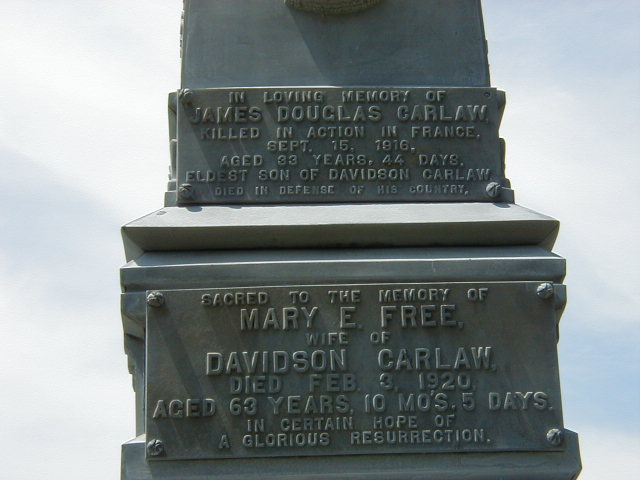 IN LOVING MEMORY OF
JAMES DOUGLAS CARLAW,
KILLED IN ACTION IN FRANCE,
SEPT. 15. 1916,
AGED 33 YEARS, 44 DAYS.
ELDEST SON OF DAVIDSON CARLAW
DIED IN DEFENSE OF HIS COUNTRY.
SACRED TO THE MEMORY OF
MARY E. FREE,
WIFE OF
DAVIDSON CARLAW,
DIED FEB. 3, 1920.
AGED 63 YEARS, 10 MO'S, 5 DAYS.
IN CERTAIN HOPE OF
A GLORIOUS RESURRECTION.